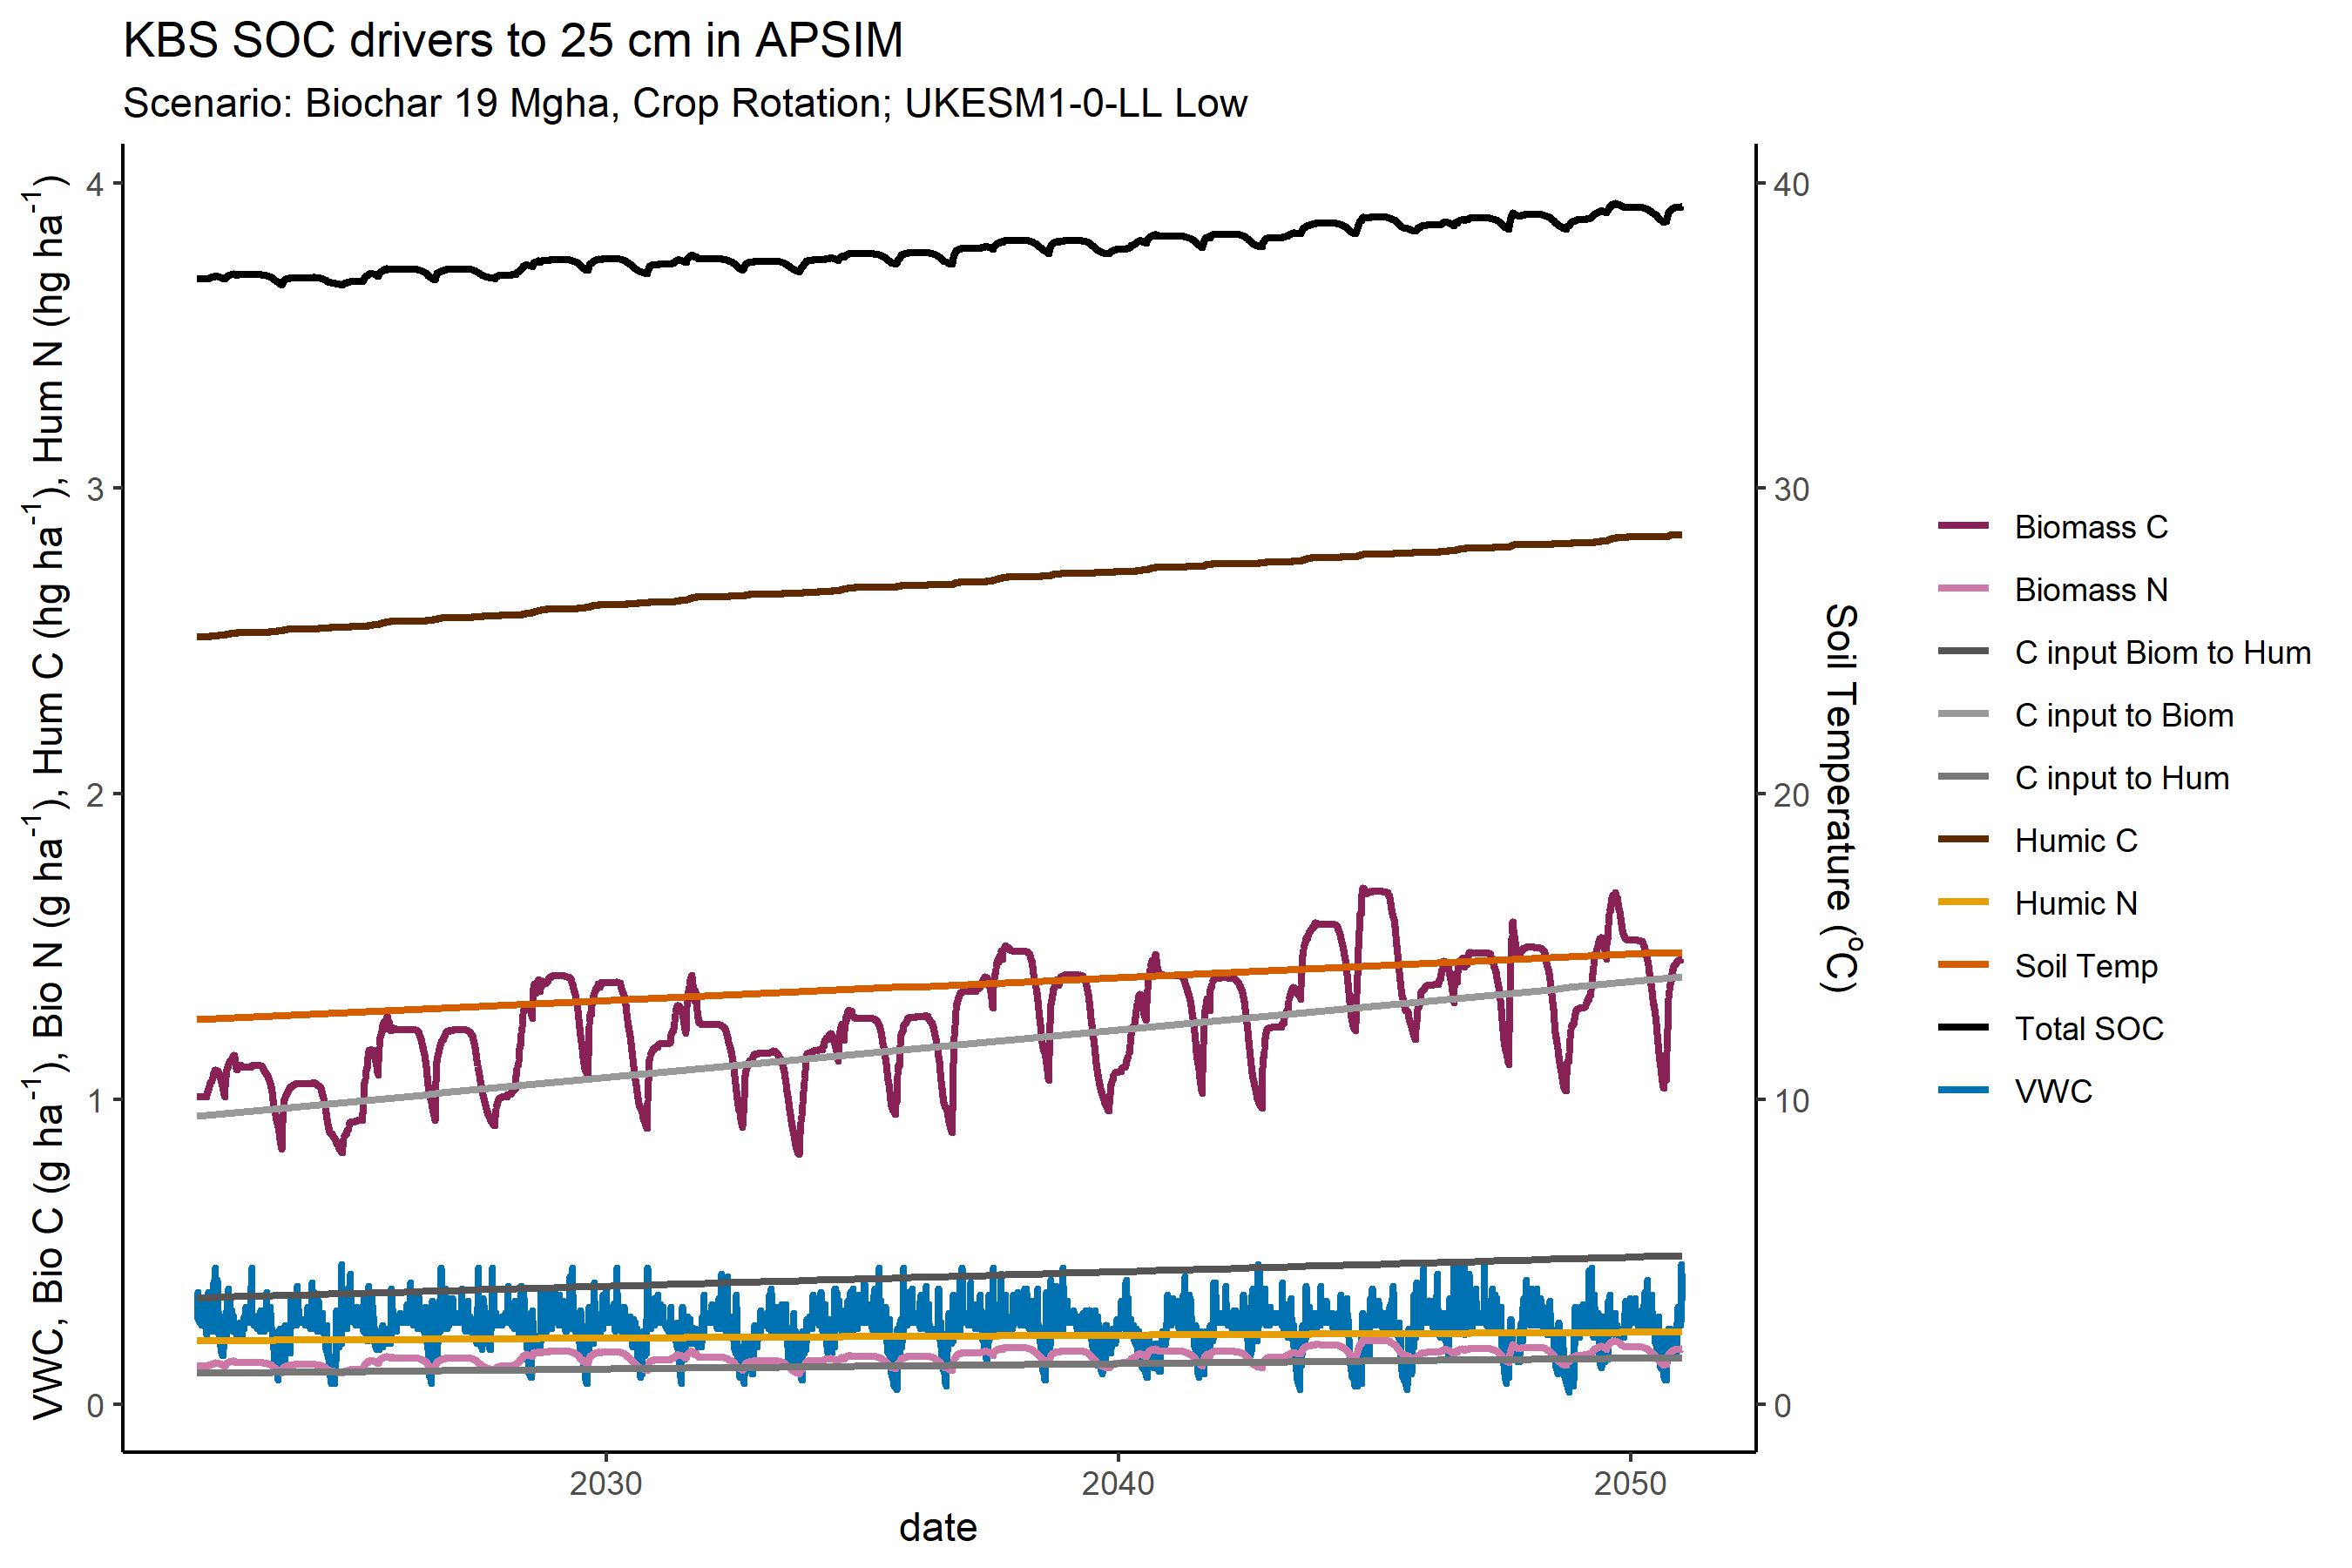 KBS SOC drivers to 25 cm in APSIM
Scenario: Biochar 19 Mgha, Crop Rotation; UKESM1-0-LL Low
VWC, Bio C (g ha⁻¹), Bio N (g ha⁻¹), Hum C (hg ha⁻¹), Hum N (hg ha⁻¹)
4
3
2
1
0
40
30
20
10
0
Soil Temperature (°C)
2030
2040
2050
date
Biomass C
Biomass N
C input Biom to Hum
C input to Biom
C input to Hum
Humic C
Humic N
Soil Temp
Total SOC
VWC